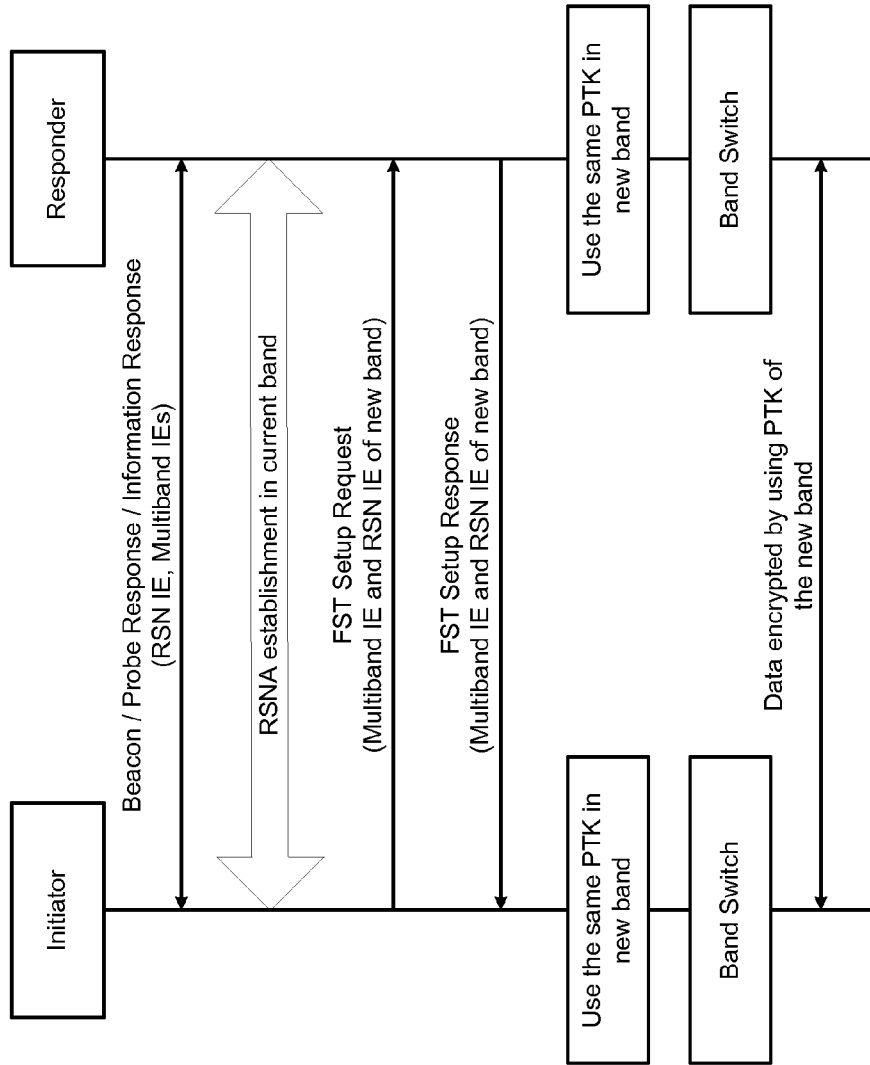 Initiator
Responder
Beacon / Probe Response / Information Response
(RSN IE, Multiband IEs)
RSNA establishment in current band
FST Setup Request
(Multiband IE and RSN IE of new band)
FST Setup Response
(Multiband IE and RSN IE of new band)
Use the same PTK in
new band
Use the same PTK in
new band
Band Switch
Band Switch
Data encrypted by using PTK of
the new band